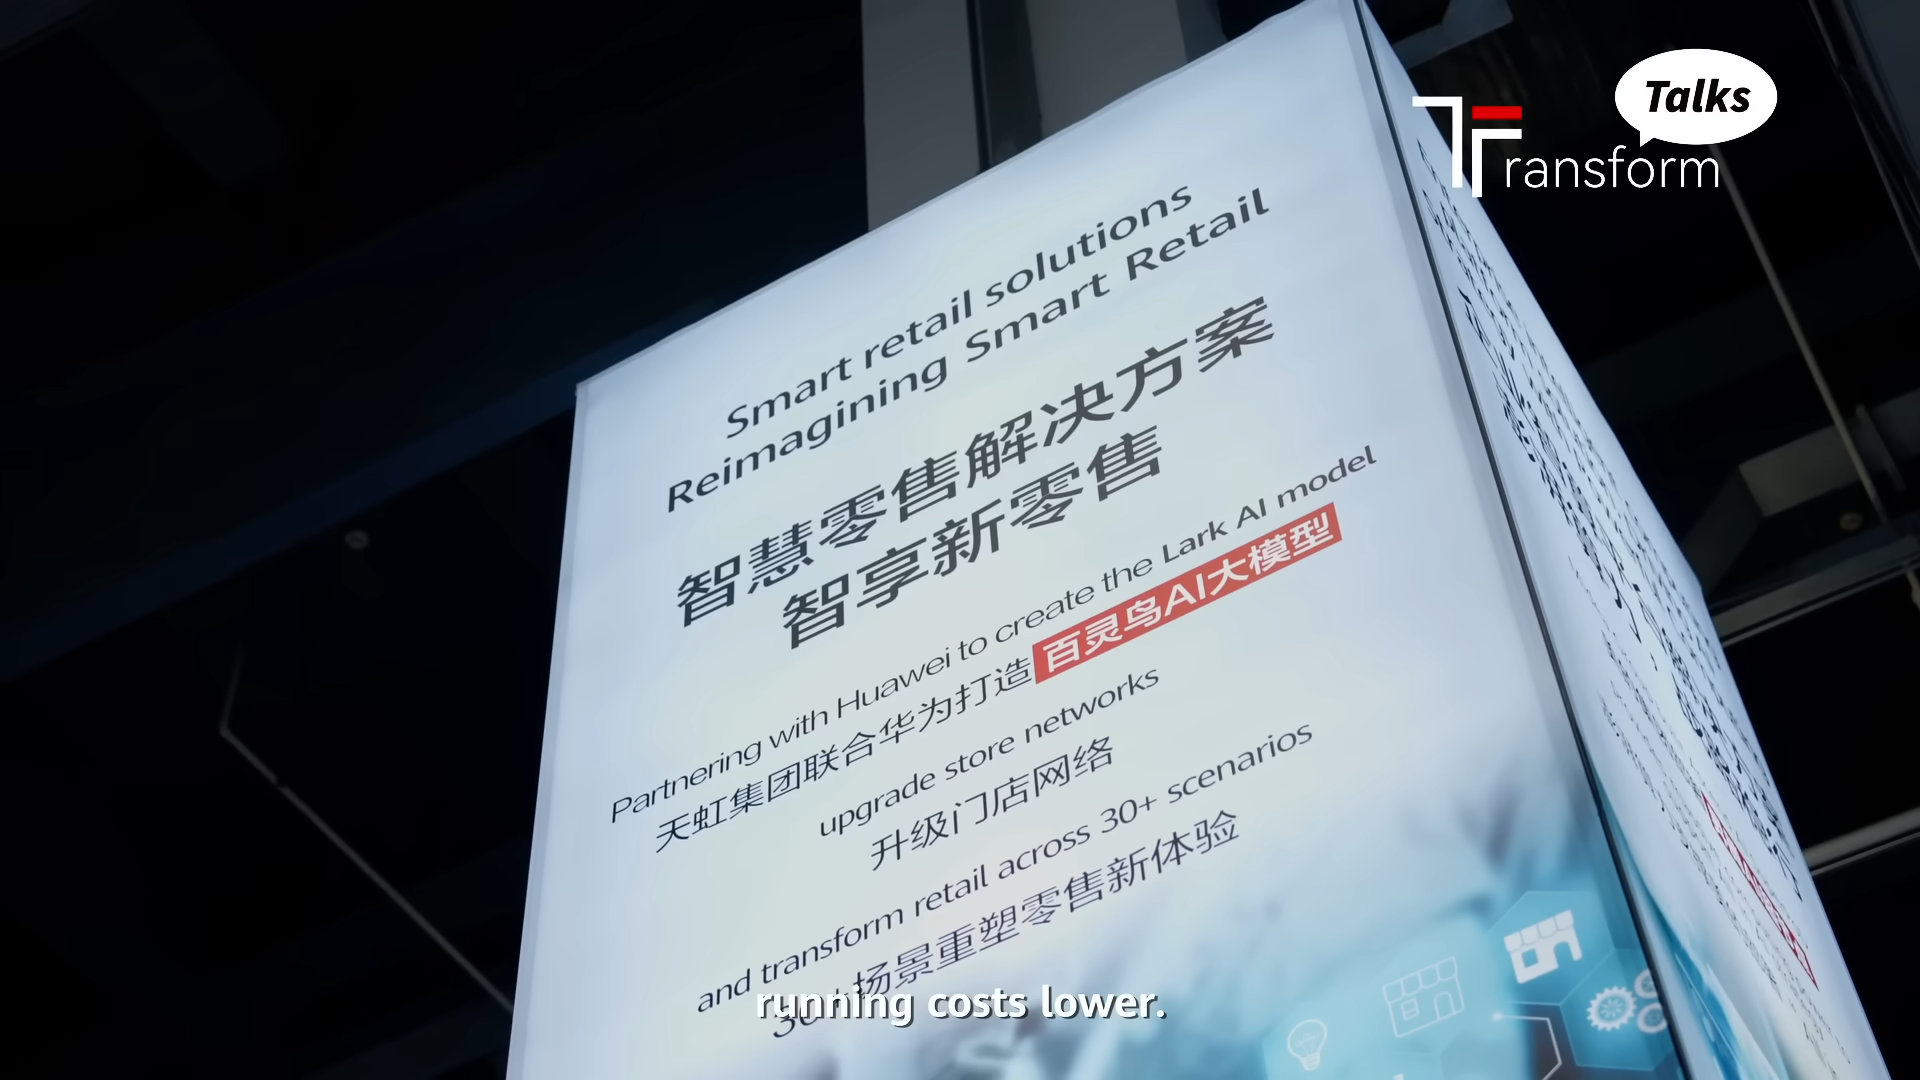 Talks
Transform
Smart retail solutions
Reimagining Smart Retail
智慧零售解决方案
智享新零售
Partnering with Huawei to create the Lark AI model
天虹集团联合华为打造百灵鸟AI大模型
upgrade store networks
升级门店网络
and transform retail across 30+ scenarios
30+场景重塑零售新体验
running costs lower.